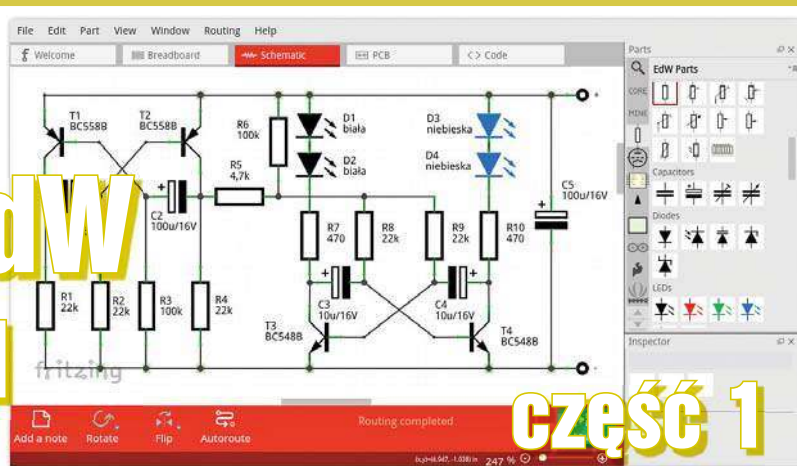 File Edit Part View Window Routing Help
Welcome Breadboard Schematic PCB <> Code
Parts
EdW Parts
CORE
MINE
T1
BC558B
T2
BC558B
R6
100k
D1
biała
D2
biała
D3
niebieska
D4
niebieska
R5
4,7k
C2
100u/16V
C5
100u/16V
R7
470
R8
22k
R9
22k
R10
470
R1
22k
R2
22k
R3
100k
R4
22k
C3
10u/16V
C4
10u/16V
T3
BC548B
T4
BC548B
Capacitors
Diodes
LEDs
Inspector
fritzing
dW
część 1
Add a note Rotate Flip Autoroute
Routing completed
247 %